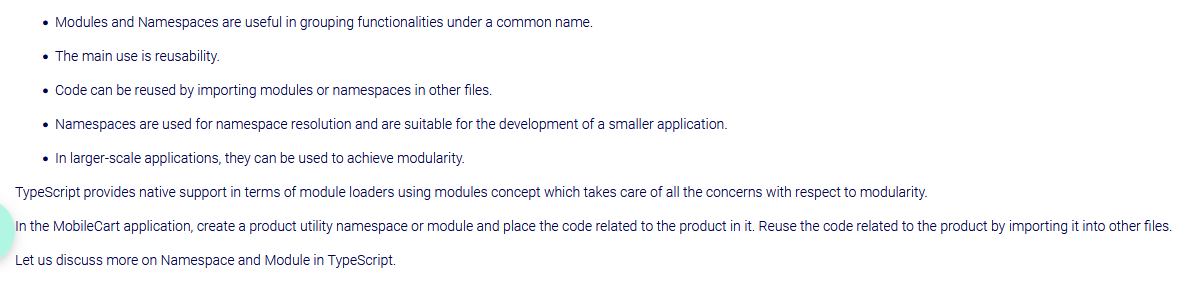 • Modules and Namespaces are useful in grouping functionalities under a common name.
• The main use is reusability.
• Code can be reused by importing modules or namespaces in other files.
• Namespaces are used for namespace resolution and are suitable for the development of a smaller application.
• In larger-scale applications, they can be used to achieve modularity.
TypeScript provides native support in terms of module loaders using modules concept which takes care of all the concerns with respect to modularity.
In the MobileCart application, create a product utility namespace or module and place the code related to the product in it. Reuse the code related to the product by importing it into other files.
Let us discuss more on Namespace and Module in TypeScript.